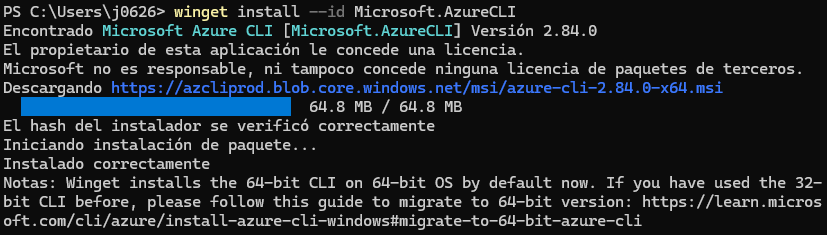 PS C:\Users\j0626> winget install --id Microsoft.AzureCLI
Encontrado Microsoft Azure CLI [Microsoft.AzureCLI] Versión 2.84.0
El propietario de esta aplicación le concede una licencia.
Microsoft no es responsable, ni tampoco concede ninguna licencia de paquetes de terceros.
Descargando https://azcliprod.blob.core.windows.net/msi/azure-cli-2.84.0-x64.msi
64.8 MB / 64.8 MB
El hash del instalador se verificó correctamente
Iniciando instalación de paquete...
Instalado correctamente
Notas: Winget installs the 64-bit CLI on 64-bit OS by default now. If you have used the 32-
bit CLI before, please follow this guide to migrate to 64-bit version: https://learn.micros
oft.com/cli/azure/install-azure-cli-windows#migrate-to-64-bit-azure-cli